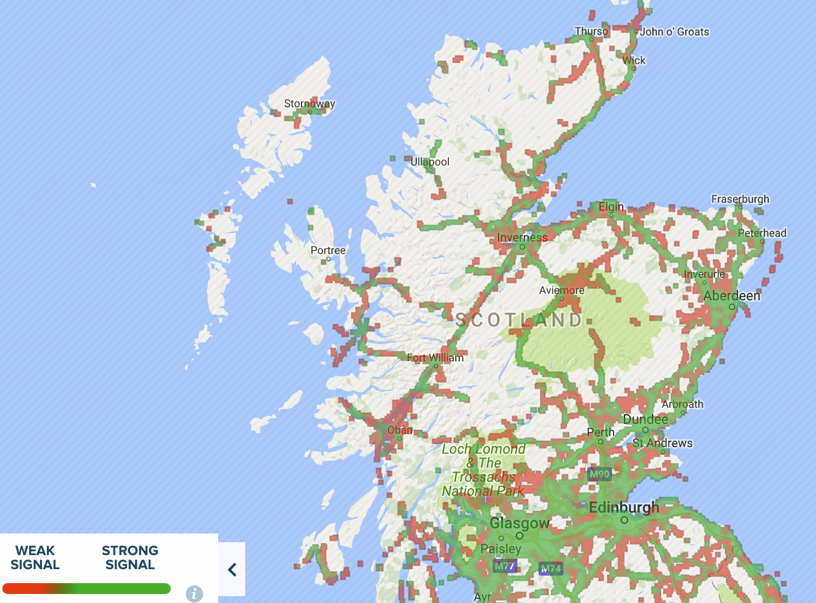 Thurso
John o' Groats
Wick
Stornoway
Ullapool
Fraserburgh
Elgin
Peterhead
Inverness
Portree
Inverurie
Aviemore
Aberdeen
SCOTLAND
Fort William
Arbroath
Dundee
Oban
Perth
St Andrews
Loch Lomond
& The
Trossachs
National Park
M90
Edinburgh
Glasgow
Paisley
M77
M74
Ayr
WEAK
SIGNAL
STRONG
SIGNAL
i